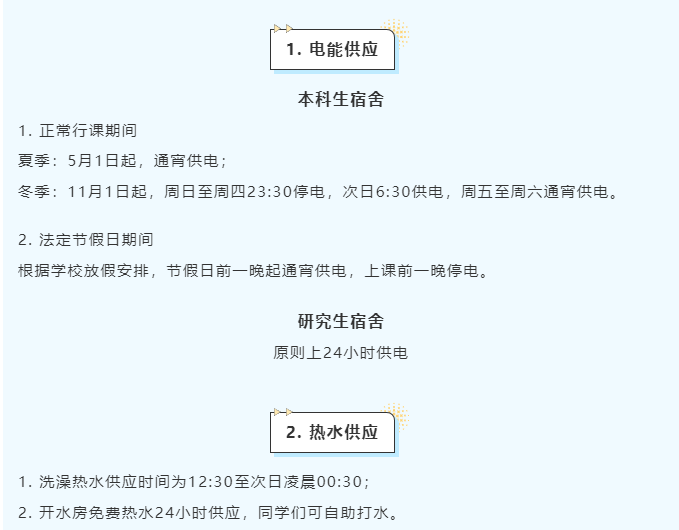 1. 电能供应
本科生宿舍
1. 正常行课期间
夏季：5月1日起，通宵供电；
冬季：11月1日起，周日至周四23:30停电，次日6:30供电，周五至周六通宵供电。
2. 法定节假日期间
根据学校放假安排，节假日前一晚起通宵供电，上课前一晚停电。
研究生宿舍
原则上24小时供电
2. 热水供应
1. 洗澡热水供应时间为12:30至次日凌晨00:30；
2. 开水房免费热水24小时供应，同学们可自助打水。